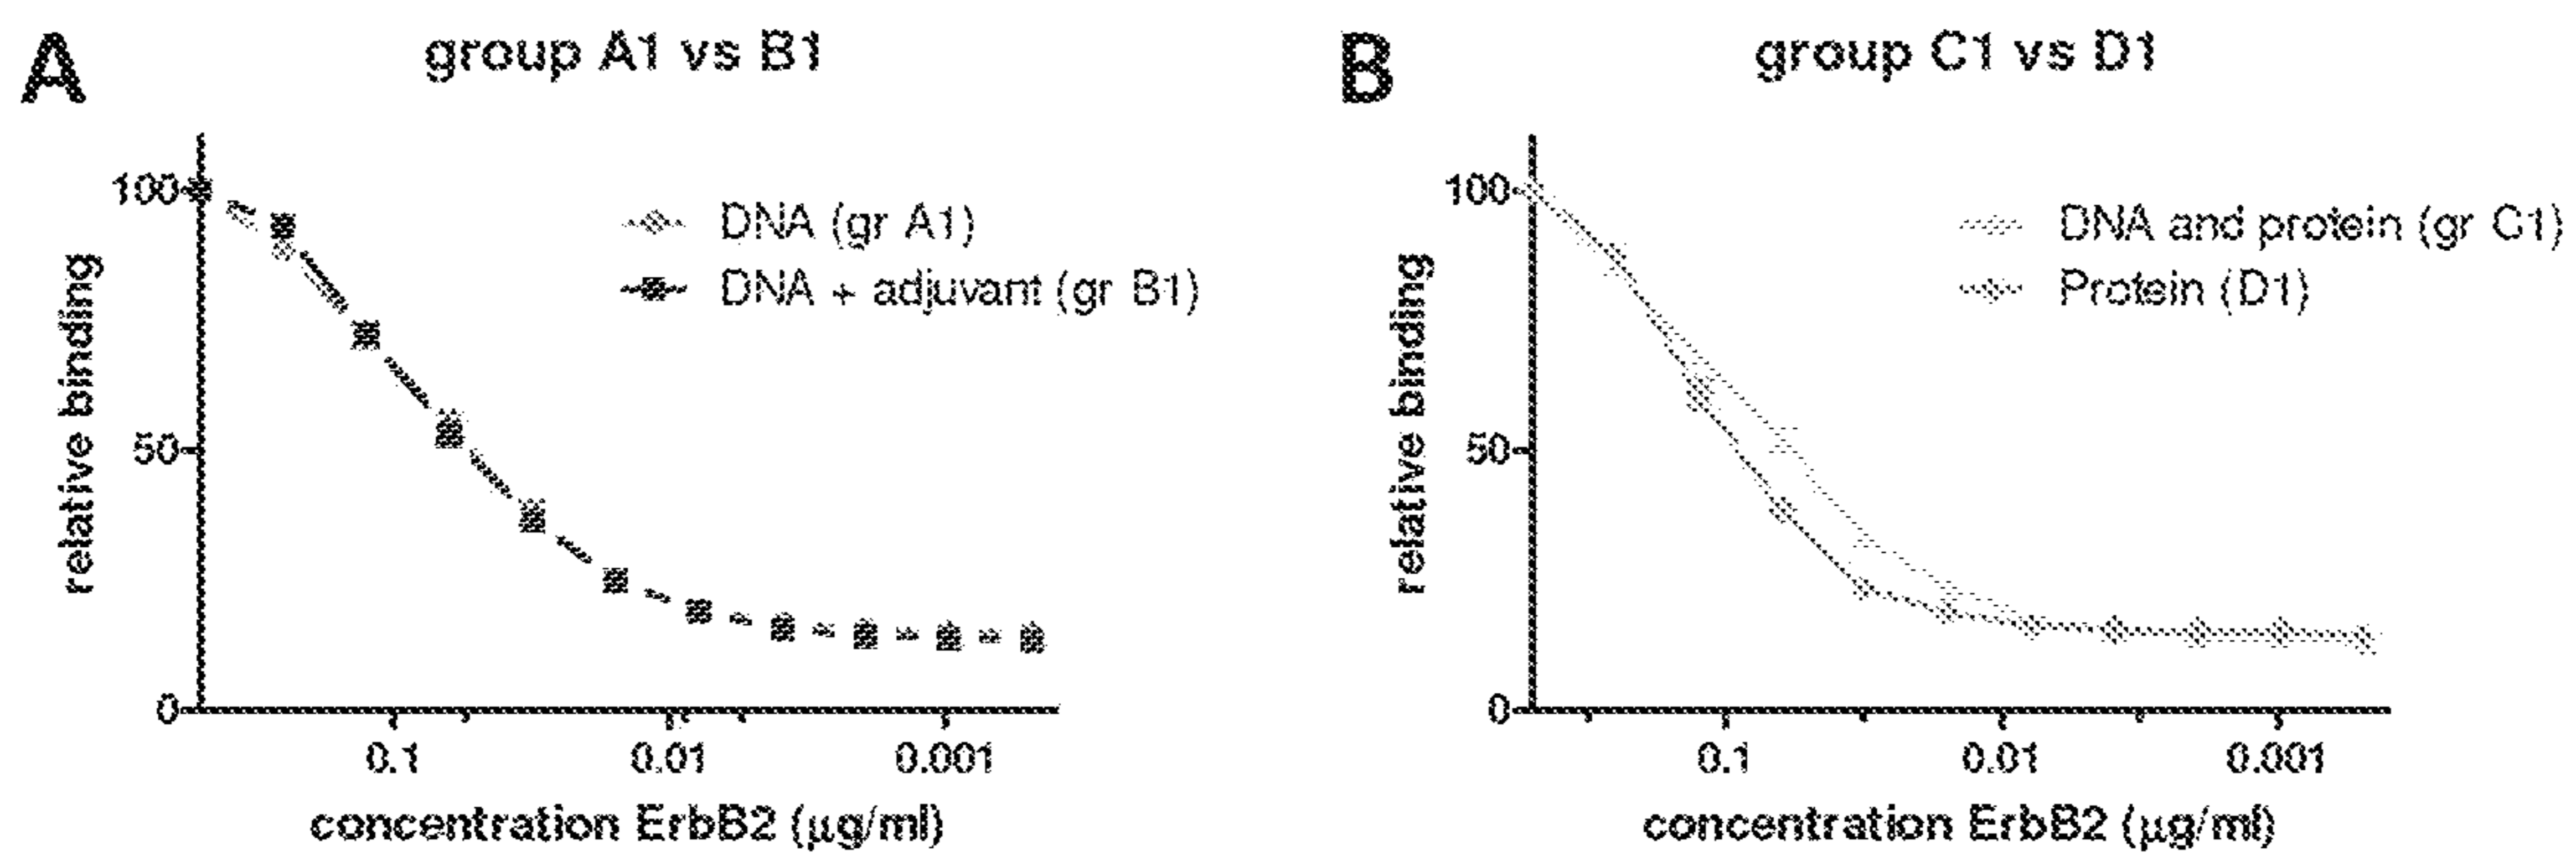 A
group A1 vs B1
100
50
0
relative binding
DNA (gr A1)
DNA + adjuvant (gr B1)
0.1
0.01
0.001
concentration ErbB2 (μg/ml)
B
group C1 vs D1
100
50
0
relative binding
DNA and protein (gr C1)
Protein (D1)
0.1
0.01
0.001
concentration ErbB2 (μg/ml)